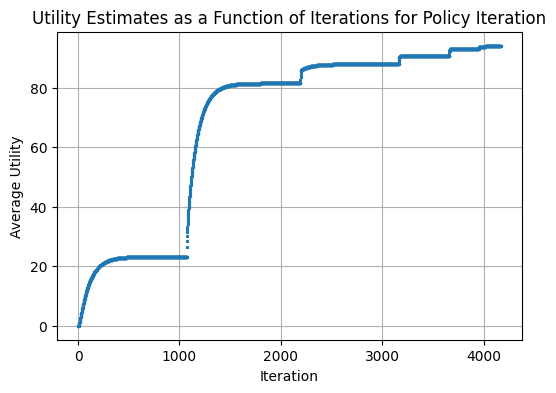 Utility Estimates as a Function of Iterations for Policy Iteration
Average Utility
80
60
40
20
0
0 1000 2000 3000 4000
Iteration